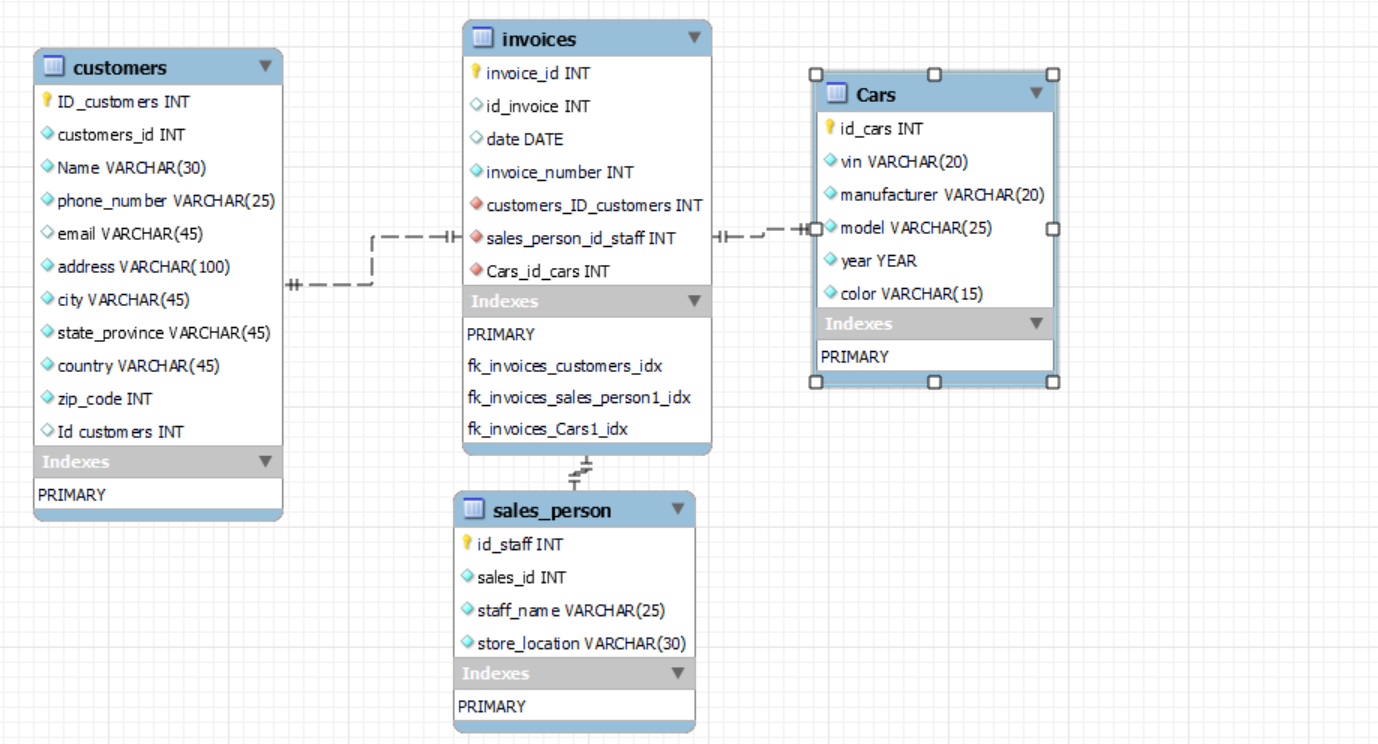 customers
ID_customers INT
customers_id INT
Name VARCHAR(30)
phone_number VARCHAR(25)
email VARCHAR(45)
address VARCHAR(100)
city VARCHAR(45)
state_province VARCHAR(45)
country VARCHAR(45)
zip_code INT
Id customers INT
Indexes
PRIMARY
invoices
invoice_id INT
id_invoice INT
date DATE
invoice_number INT
customers_ID_customers INT
sales_person_id_staff INT
Cars_id_cars INT
Indexes
PRIMARY
fk_invoices_customers_idx
fk_invoices_sales_person1_idx
fk_invoices_Cars1_idx
Cars
id_cars INT
vin VARCHAR(20)
manufacturer VARCHAR(20)
model VARCHAR(25)
year YEAR
color VARCHAR(15)
Indexes
PRIMARY
sales_person
id_staff INT
sales_id INT
staff_name VARCHAR(25)
store_location VARCHAR(30)
Indexes
PRIMARY